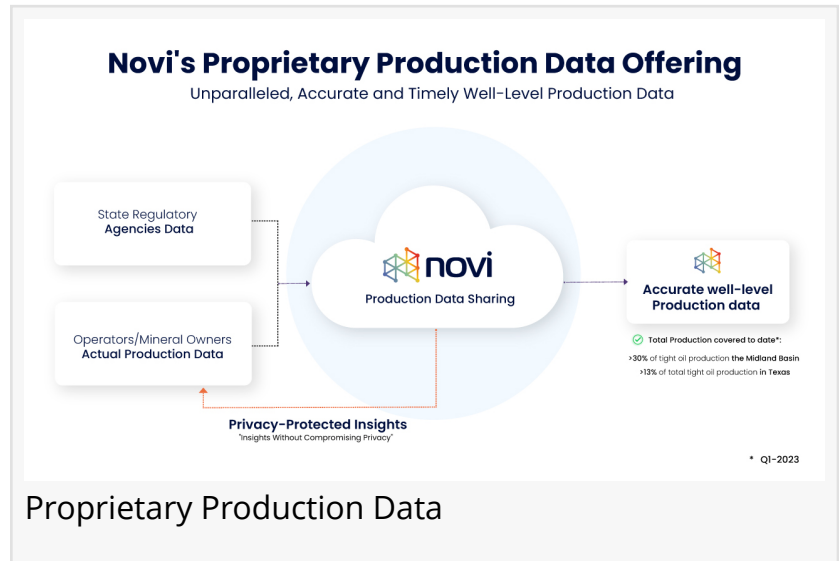 Novi's Proprietary Production Data Offering
Unparalleled, Accurate and Timely Well-Level Production Data
State Regulatory
Agencies Data
Operators/Mineral Owners
Actual Production Data
novi
Production Data Sharing
Privacy-Protected Insights
"Insights Without Compromising Privacy"
Accurate well-level
Production data
Total Production covered to date*:
>30% of tight oil production the Midland Basin
>13% of total tight oil production in Texas
* Q1-2023
Proprietary Production Data